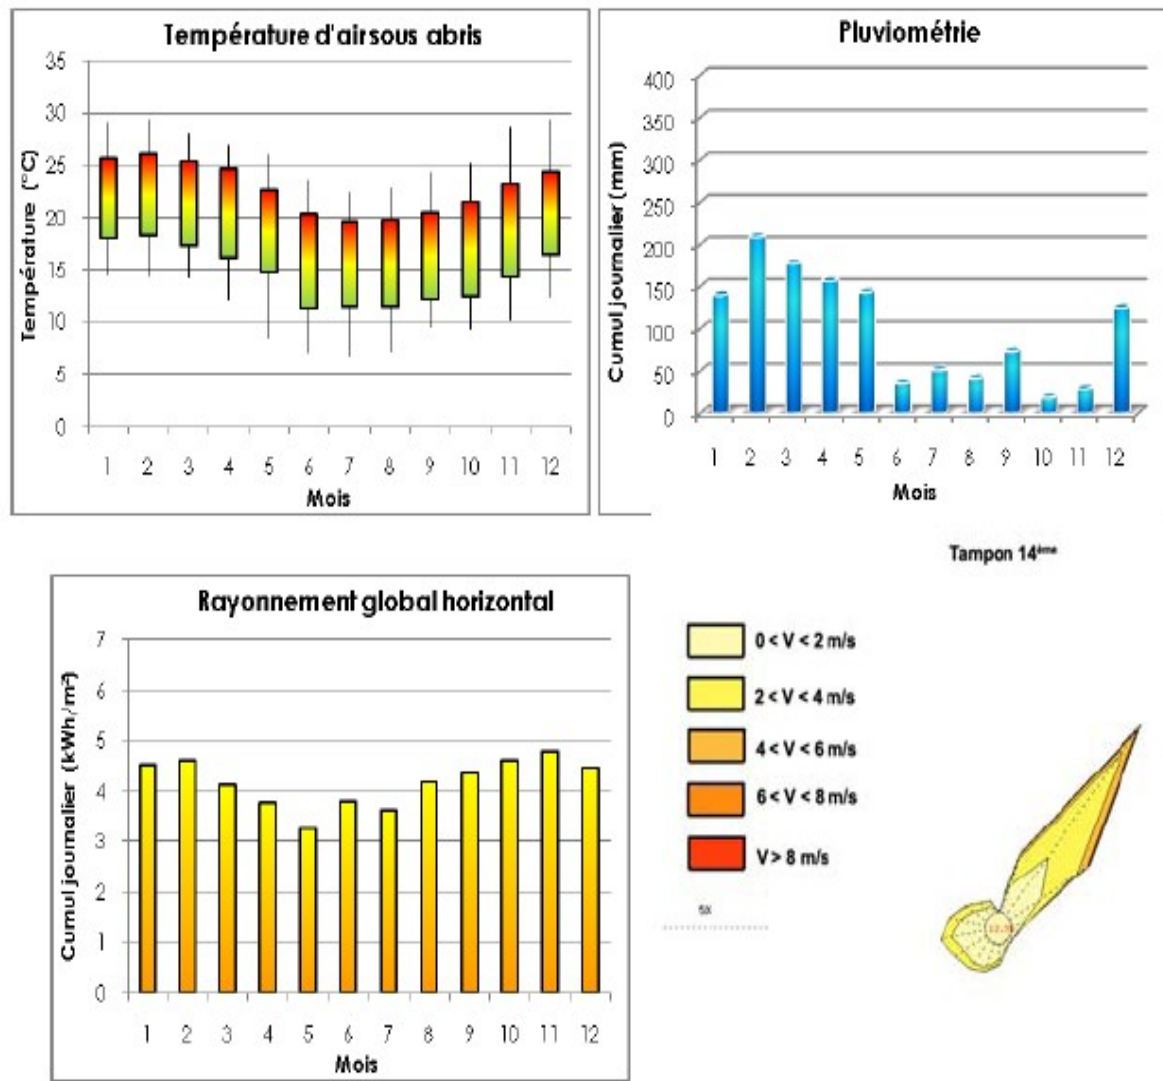 Température d'air sous abris
Température (°C)
35
30
25
20
15
10
5
0
1 2 3 4 5 6 7 8 9 10 11 12
Mois
Pluviométrie
Cumul journalier (mm)
400
350
300
250
200
150
100
50
0
1 2 3 4 5 6 7 8 9 10 11 12
Mois
Rayonnement global horizontal
Cumul journalier (kWh/m²)
7
6
5
4
3
2
1
0
1 2 3 4 5 6 7 8 9 10 11 12
Mois
Tampon 14ème
0 < V < 2 m/s
2 < V < 4 m/s
4 < V < 6 m/s
6 < V < 8 m/s
V > 8 m/s